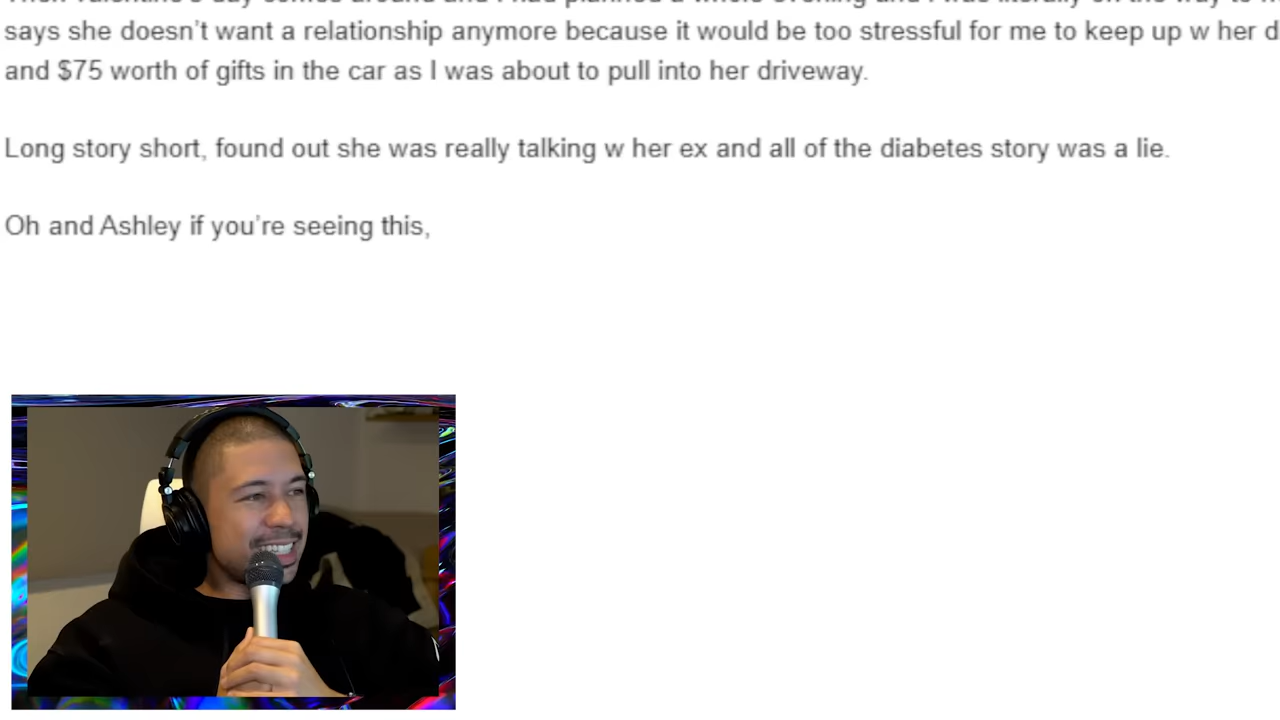 says she doesn't want a relationship anymore because it would be too stressful for me to keep up w her
and $75 worth of gifts in the car as I was about to pull into her driveway.
Long story short, found out she was really talking w her ex and all of the diabetes story was a lie.
Oh and Ashley if you're seeing this,